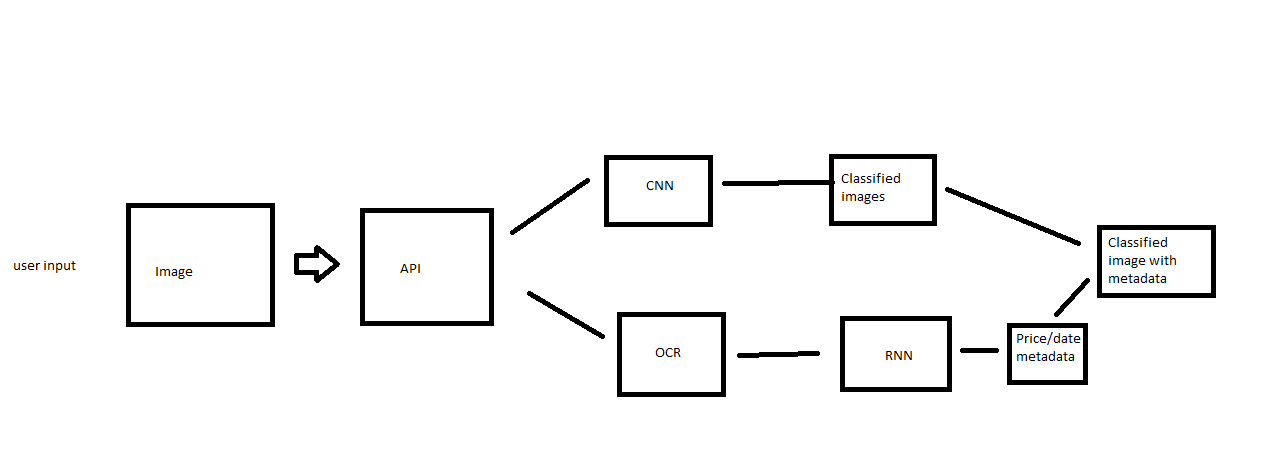 user input
Image
API
CNN
Classified
images
OCR
RNN
Price/date
metadata
Classified
image with
metadata